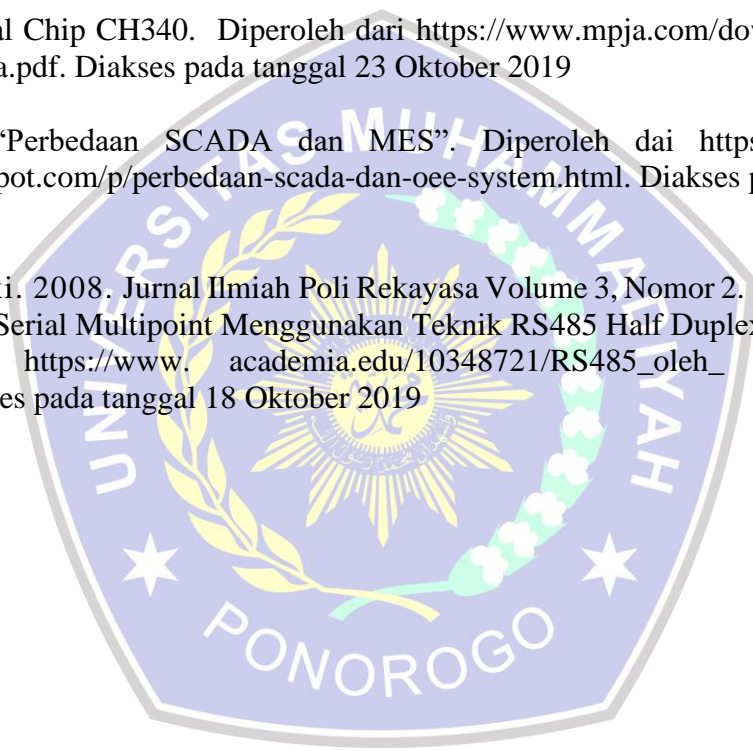 al Chip CH340. Diperoleh dari https://www.mpja.com/dov
a.pdf. Diakses pada tanggal 23 Oktober 2019
“Perbedaan SCADA dan MES”. Diperoleh dai https
pot.com/p/perbedaan-scada-dan-oee-system.html. Diakses p
i. 2008. Jurnal Ilmiah Poli Rekayasa Volume 3, Nomor 2.
Serial Multipoint Menggunakan Teknik RS485 Half Duplex
https://www. academia.edu/10348721/RS485_oleh_
es pada tanggal 18 Oktober 2019
UNIVERSITAS MUHAMMADIYAH
PONOROGO